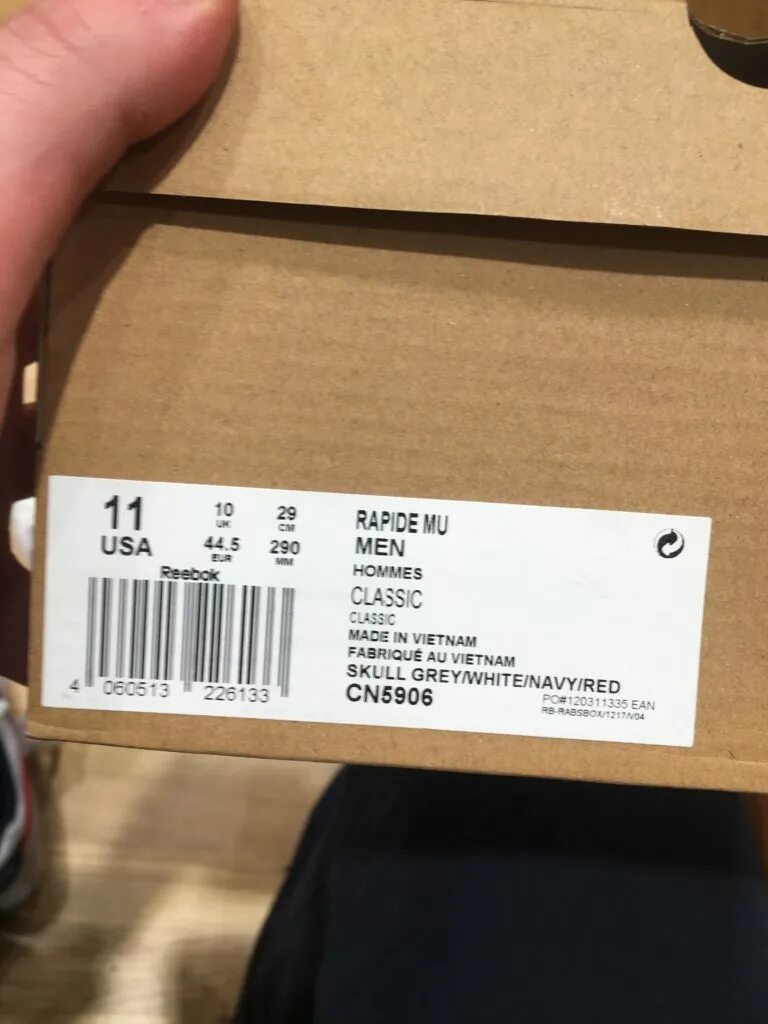 11
USA
10
UK
44.5
EUR
29
CM
290
MM
Reebok
4 060513 226133
RAPIDE MU
MEN
HOMMES
CLASSIC
CLASSIC
MADE IN VIETNAM
FABRIQUÉ AU VIETNAM
SKULL GREY/WHITE/NAVY/RED
CN5906
PO#120311335 EAN
RB-RABSBOX/1217/V04